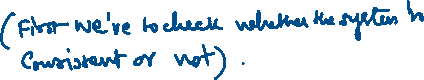 (First we're to check whether the system is
Consistent or not).